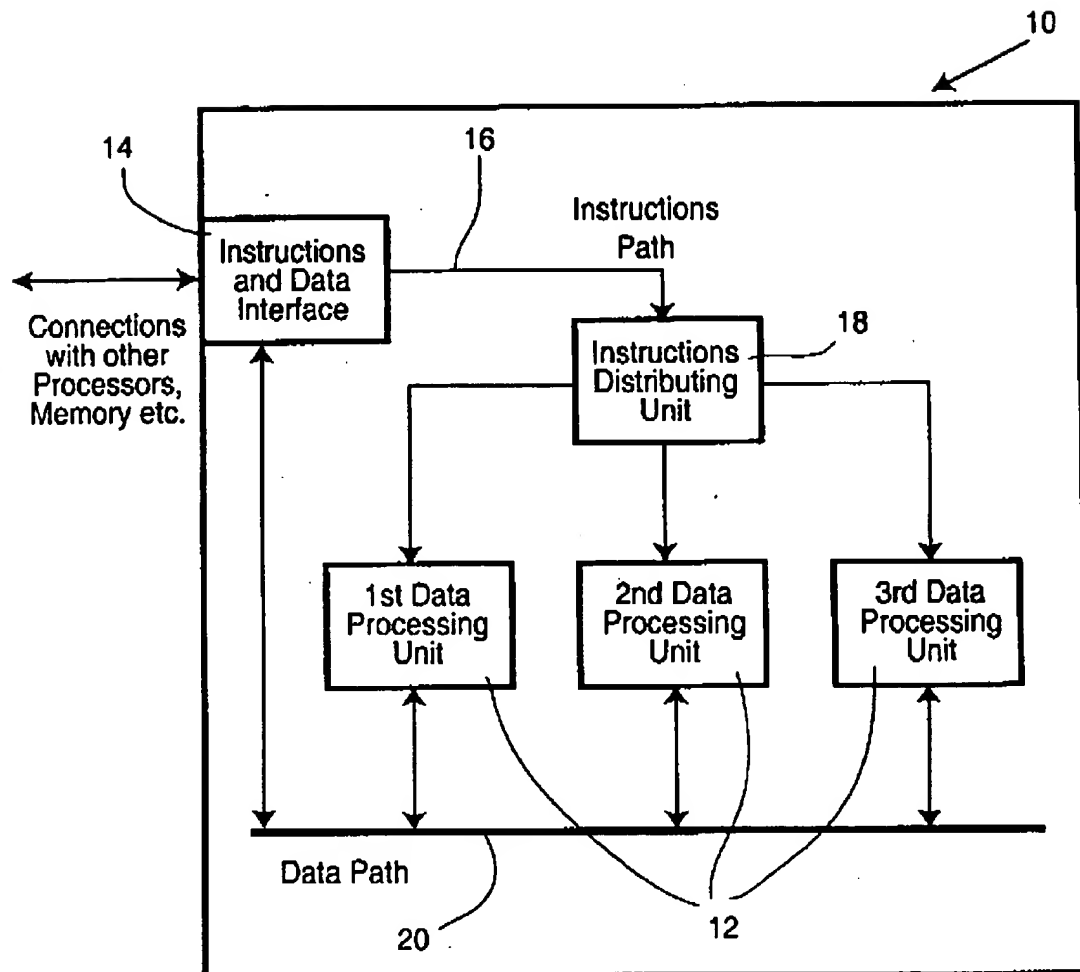 10
14
16
Instructions
Path
Instructions
and Data
Interface
Connections
with other
Processors,
Memory etc.
18
Instructions
Distributing
Unit
1st Data
Processing
Unit
2nd Data
Processing
Unit
3rd Data
Processing
Unit
Data Path
20
12